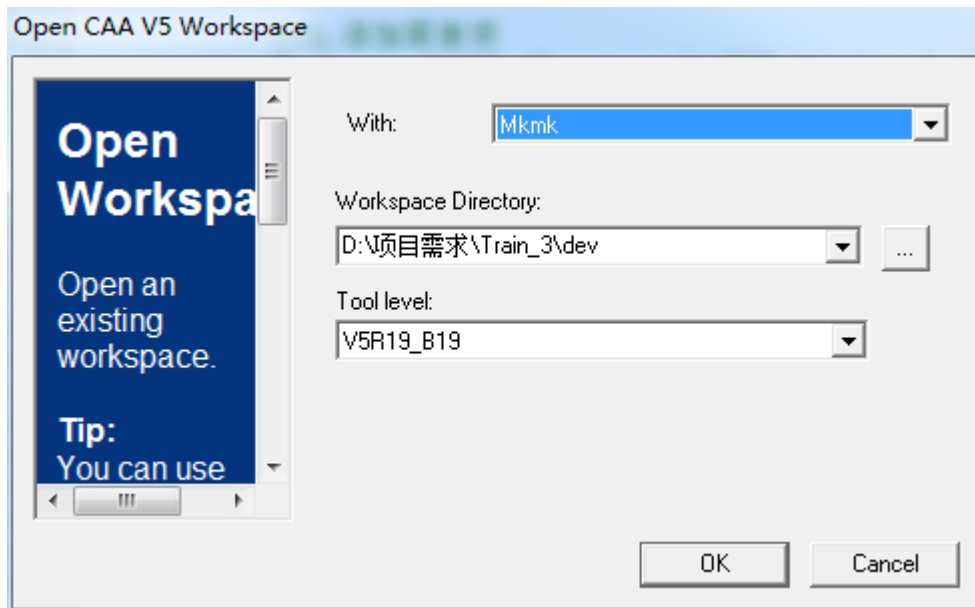 Open CAA V5 Workspace
Open
Workspa
Open an
existing
workspace.
Tip:
You can use
With:
Mkmk
Workspace Directory:
D:\项目需求\Train_3\dev
...
Tool level:
V5R19_B19
OK
Cancel